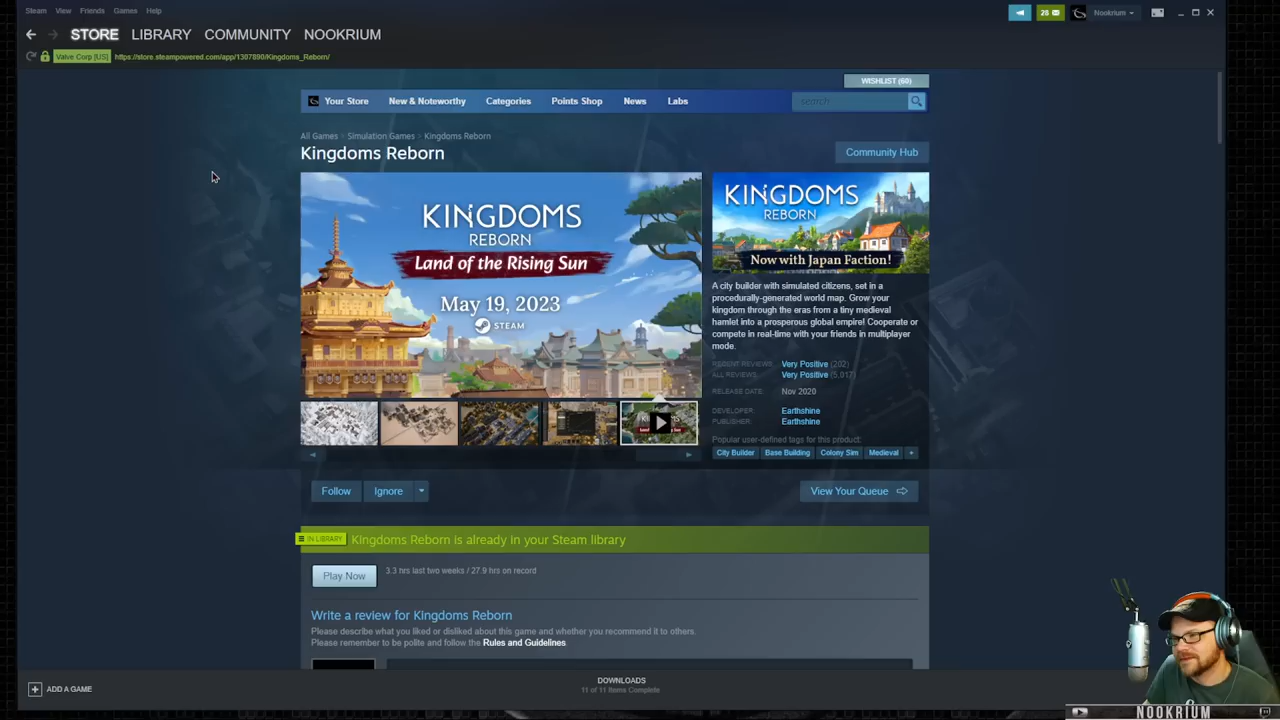 Steam View Friends Games Help
28 Nookrium
STORE LIBRARY COMMUNITY NOOKRIUM
Valve Corp [US] https://store.steampowered.com/app/1307890/Kingdoms_Reborn/
WISHLIST (60)
Your Store New & Noteworthy Categories Points Shop News Labs search
All Games > Simulation Games > Kingdoms Reborn
Kingdoms Reborn
Community Hub
KINGDOMS
REBORN
Land of the Rising Sun
May 19, 2023
STEAM
KINGDOMS
REBORN
Now with Japan Faction!
A city builder with simulated citizens, set in a
procedurally-generated world map. Grow your
kingdom through the eras from a tiny medieval
hamlet into a prosperous global empire! Cooperate or
compete in real-time with your friends in multiplayer
mode.
RECENT REVIEWS: Very Positive (202)
ALL REVIEWS: Very Positive (5,017)
RELEASE DATE: Nov 2020
DEVELOPER: Earthshine
PUBLISHER: Earthshine
Popular user-defined tags for this product:
City Builder Base Building Colony Sim Medieval +
Follow Ignore
View Your Queue
IN LIBRARY Kingdoms Reborn is already in your Steam library
Play Now 3.3 hrs last two weeks / 27.9 hrs on record
Write a review for Kingdoms Reborn
Please describe what you liked or disliked about this game and whether you recommend it to others.
Please remember to be polite and follow the Rules and Guidelines.
+ ADD A GAME
DOWNLOADS
11 of 11 Items Complete
NOOKRIUM